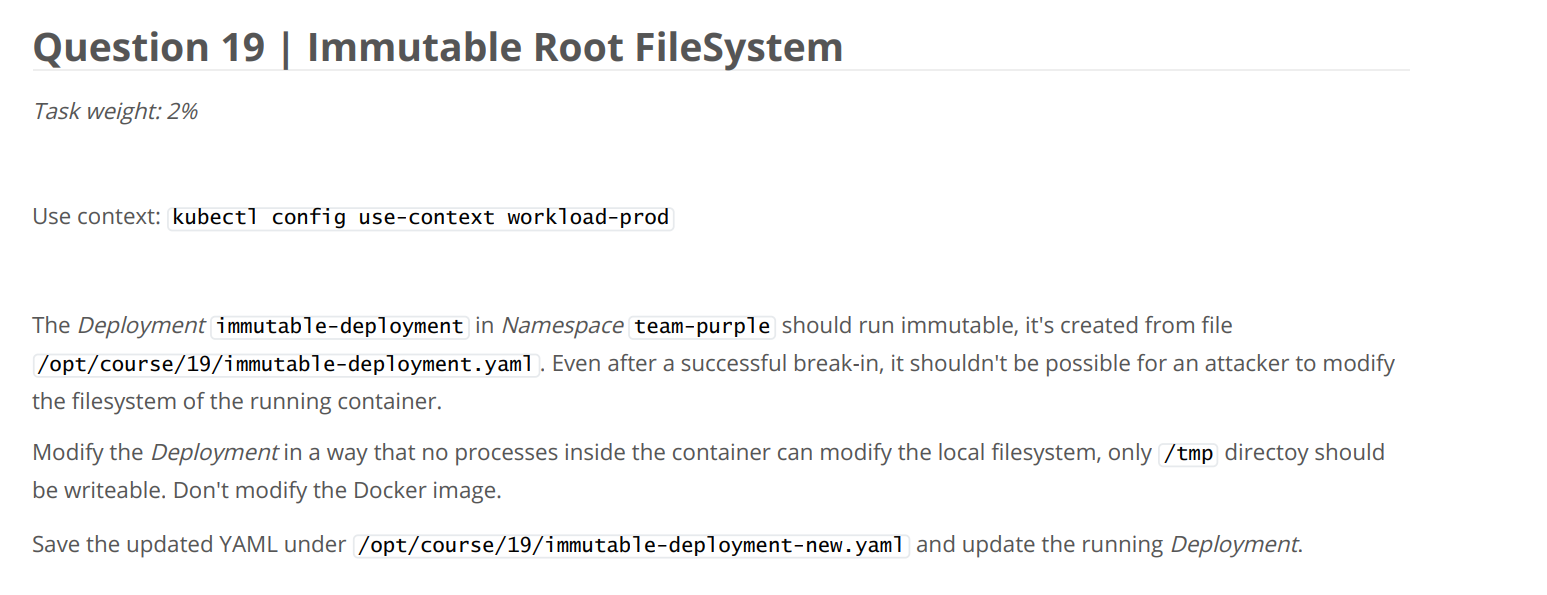 Question 19 | Immutable Root FileSystem
Task weight: 2%
Use context: kubectl config use-context workload-prod
The Deployment immutable-deployment in Namespace team-purple should run immutable, it's created from file
/opt/course/19/immutable-deployment.yaml. Even after a successful break-in, it shouldn't be possible for an attacker to modify
the filesystem of the running container.
Modify the Deployment in a way that no processes inside the container can modify the local filesystem, only /tmp directoy should
be writeable. Don't modify the Docker image.
Save the updated YAML under /opt/course/19/immutable-deployment-new.yaml and update the running Deployment.